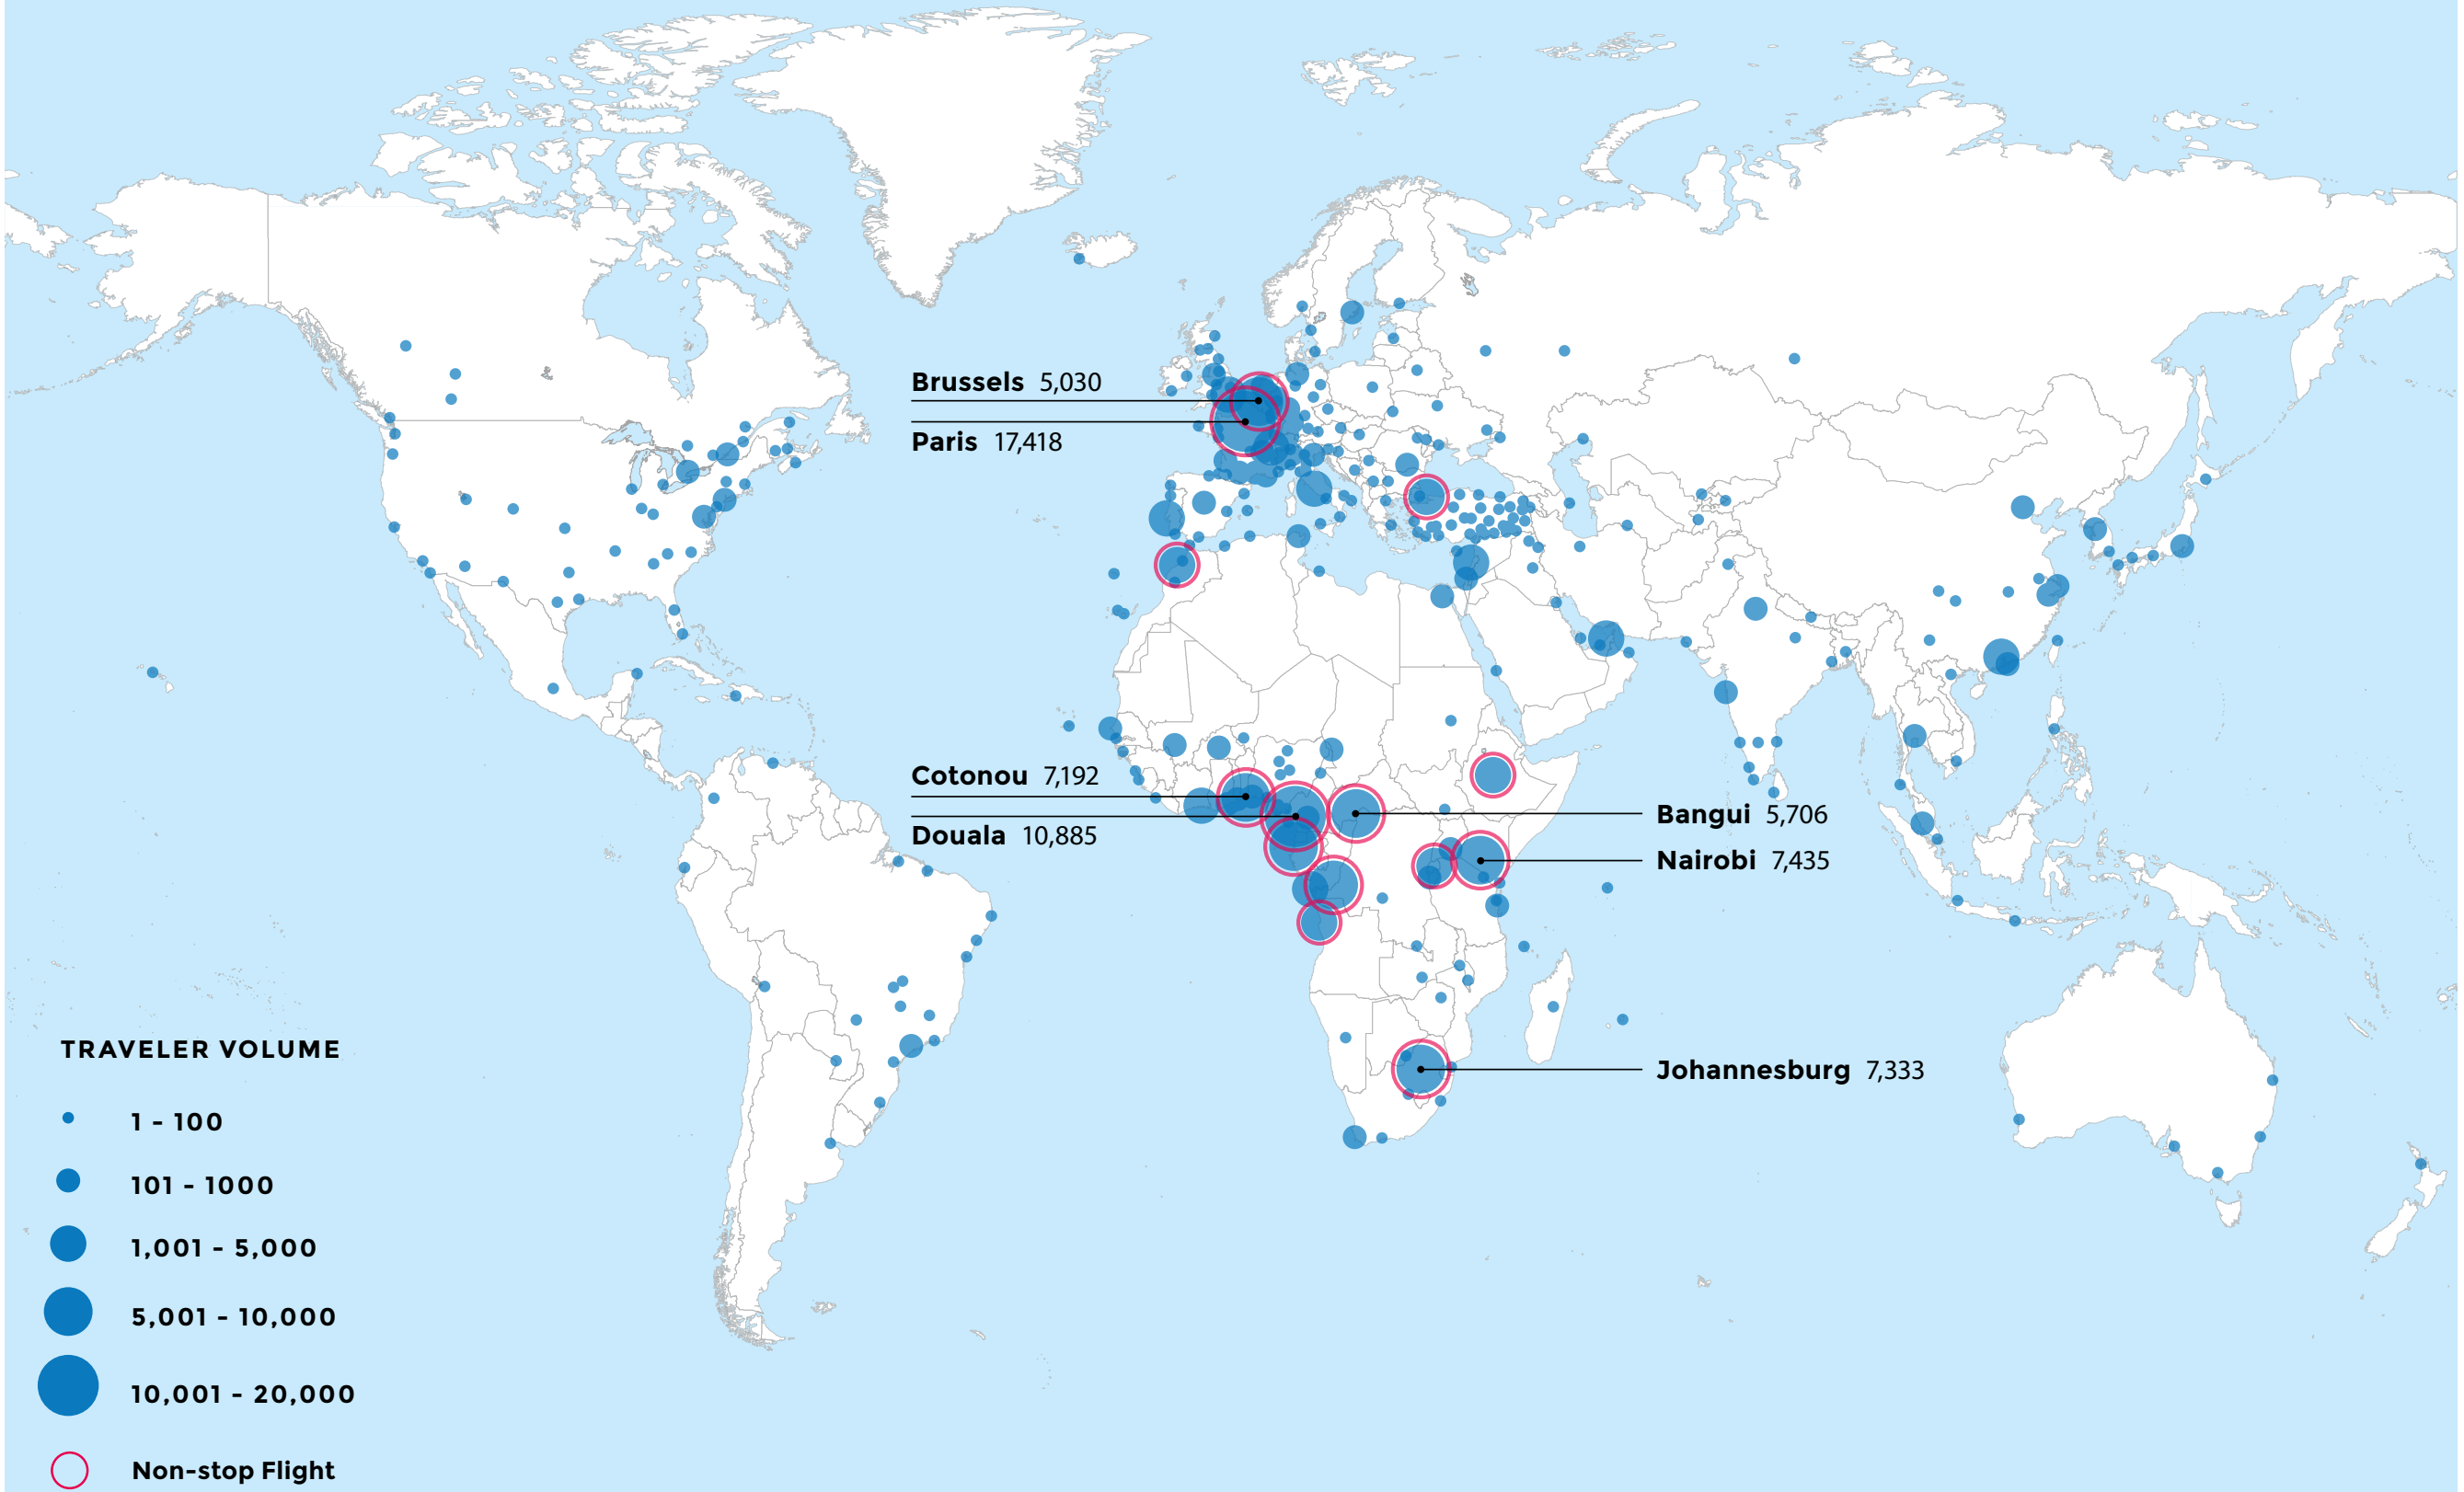 Brussels 5,030
Paris 17,418
Cotonou 7,192
Douala 10,885
Bangui 5,706
Nairobi 7,435
Johannesburg 7,333
TRAVELER VOLUME
1 - 100
101 - 1000
1,001 - 5,000
5,001 - 10,000
10,001 - 20,000
Non-stop Flight